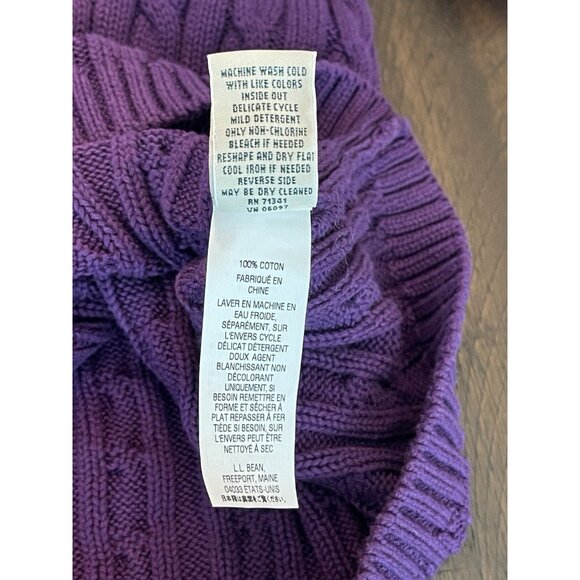 MACHINE WASH COLD
WITH LIKE COLORS
INSIDE OUT
DELICATE CYCLE
MILD DETERGENT
ONLY NON-CHLORINE
BLEACH IF NEEDED
RESHAPE AND DRY FLAT
COOL IRON IF NEEDED
REVERSE SIDE
MAY BE DRY CLEANED
RN 71341
VN 06097
100% COTON
FABRIQUÉ EN
CHINE
LAVER EN MACHINE EN
EAU FROIDE,
SÉPARÉMENT, SUR
L'ENVERS CYCLE
DÉLICAT DÉTERGENT
DOUX AGENT
BLANCHISSANT NON
DÉCOLORANT
UNIQUEMENT, SI
BESOIN REMETTRE EN
FORME ET SÉCHER À
PLAT REPASSER À FER
TIÈDE SI BESOIN, SUR
L'ENVERS PEUT ÊTRE
NETTOYÉ À SEC
L.L. BEAN,
FREEPORT, MAINE
04033 ÉTATS-UNIS